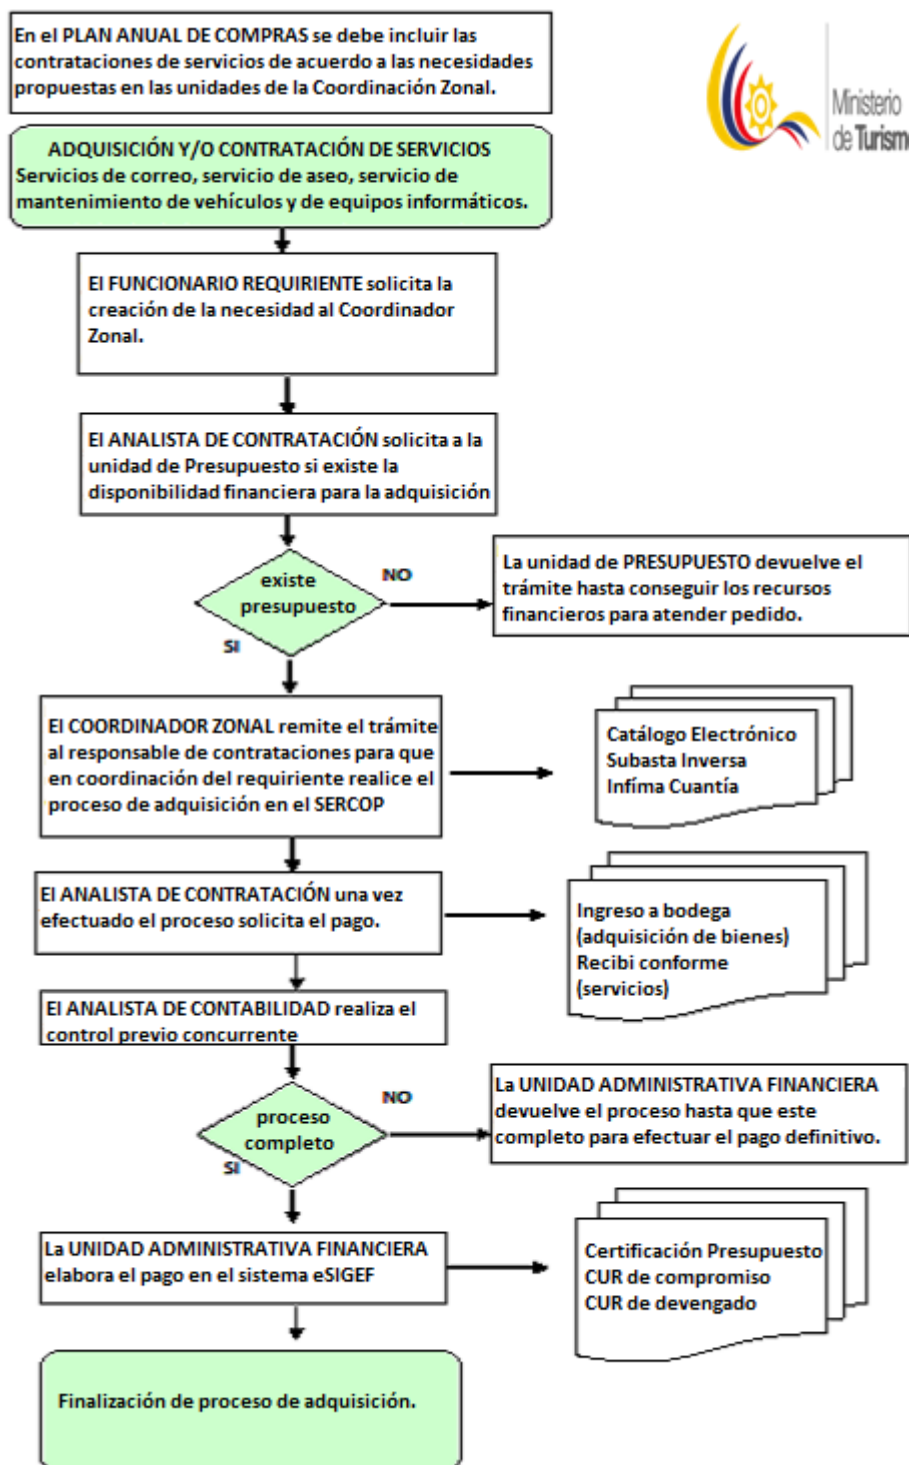 En el PLAN ANUAL DE COMPRAS se debe incluir las
contrataciones de servicios de acuerdo a las necesidades
propuestas en las unidades de la Coordinación Zonal.
Ministerio
de Turismo
ADQUISICIÓN Y/O CONTRATACIÓN DE SERVICIOS
Servicios de correo, servicio de aseo, servicio de
mantenimiento de vehículos y de equipos informáticos.
El FUNCIONARIO REQUIRIENTE solicita la
creación de la necesidad al Coordinador
Zonal.
El ANALISTA DE CONTRATACIÓN solicita a la
unidad de Presupuesto si existe la
disponibilidad financiera para la adquisición
existe
presupuesto
NO
La unidad de PRESUPUESTO devuelve el
trámite hasta conseguir los recursos
financieros para atender pedido.
SI
El COORDINADOR ZONAL remite el trámite
al responsable de contrataciones para que
en coordinación del requiriente realice el
proceso de adquisición en el SERCOP
Catálogo Electrónico
Subasta Inversa
Infíma Cuantía
El ANALISTA DE CONTRATACIÓN una vez
efectuado el proceso solicita el pago.
Ingreso a bodega
(adquisición de bienes)
Recibi conforme
(servicios)
El ANALISTA DE CONTABILIDAD realiza el
control previo concurrente
proceso
completo
NO
La UNIDAD ADMINISTRATIVA FINANCIERA
devuelve el proceso hasta que este
completo para efectuar el pago definitivo.
SI
La UNIDAD ADMINISTRATIVA FINANCIERA
elabora el pago en el sistema eSIGEF
Certificación Presupuesto
CUR de compromiso
CUR de devengado
Finalización de proceso de adquisición.